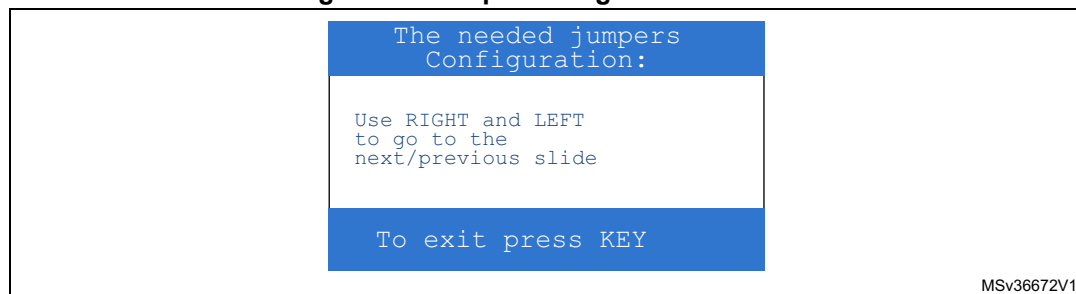 The needed jumpers
Configuration:
Use RIGHT and LEFT
to go to the
next/previous slide
To exit press KEY
MSv36672V1